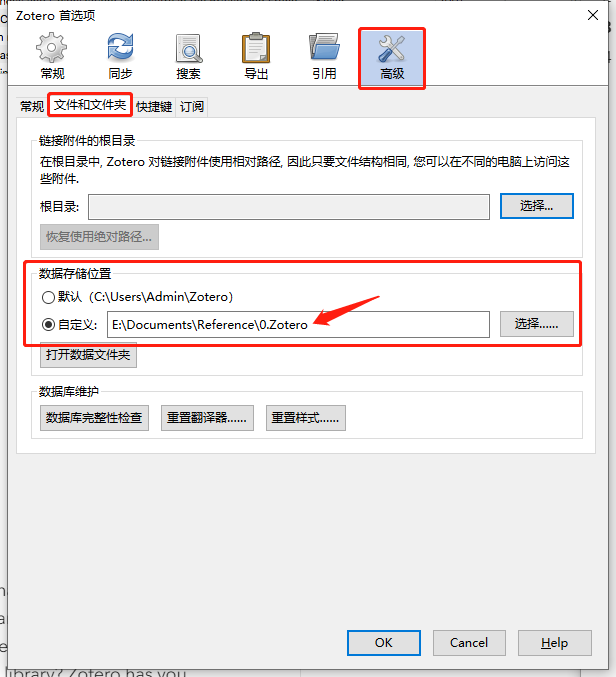 Zotero 首选项
常规 同步 搜索 导出 引用 高级
常规 文件和文件夹 快捷键 订阅
链接附件的根目录
在根目录中, Zotero 对链接附件使用相对路径, 因此只要文件结构相同, 您可以在不同的电脑上访问这
些附件.
根目录: 选择...
恢复使用绝对路径...
数据存储位置
默认（C:\Users\Admin\Zotero）
自定义: E:\Documents\Reference\0.Zotero 选择......
打开数据文件夹
数据库维护
数据库完整性检查 重置翻译器...... 重置样式......
OK Cancel Help
library? Zotero has you